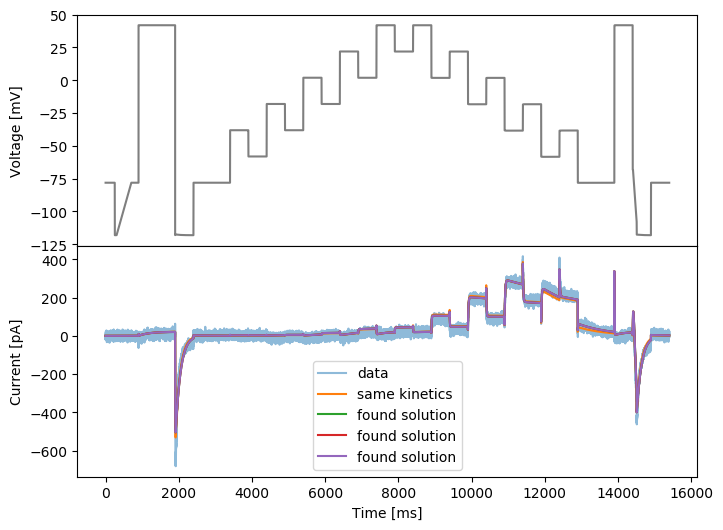 50
25
0
−25
−50
−75
−100
−125
Voltage [mV]
400
200
0
−200
−400
−600
Current [pA]
data
same kinetics
found solution
found solution
found solution
0 2000 4000 6000 8000 10000 12000 14000 16000
Time [ms]